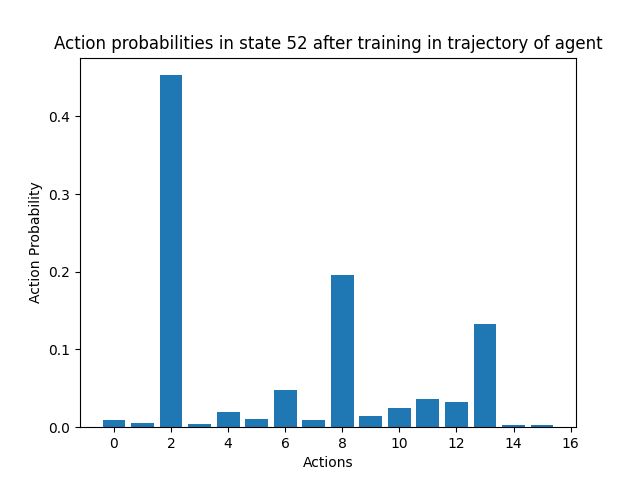 Action probabilities in state 52 after training in trajectory of agent
0.4
0.3
0.2
0.1
0.0
Action Probability
0 2 4 6 8 10 12 14 16
Actions